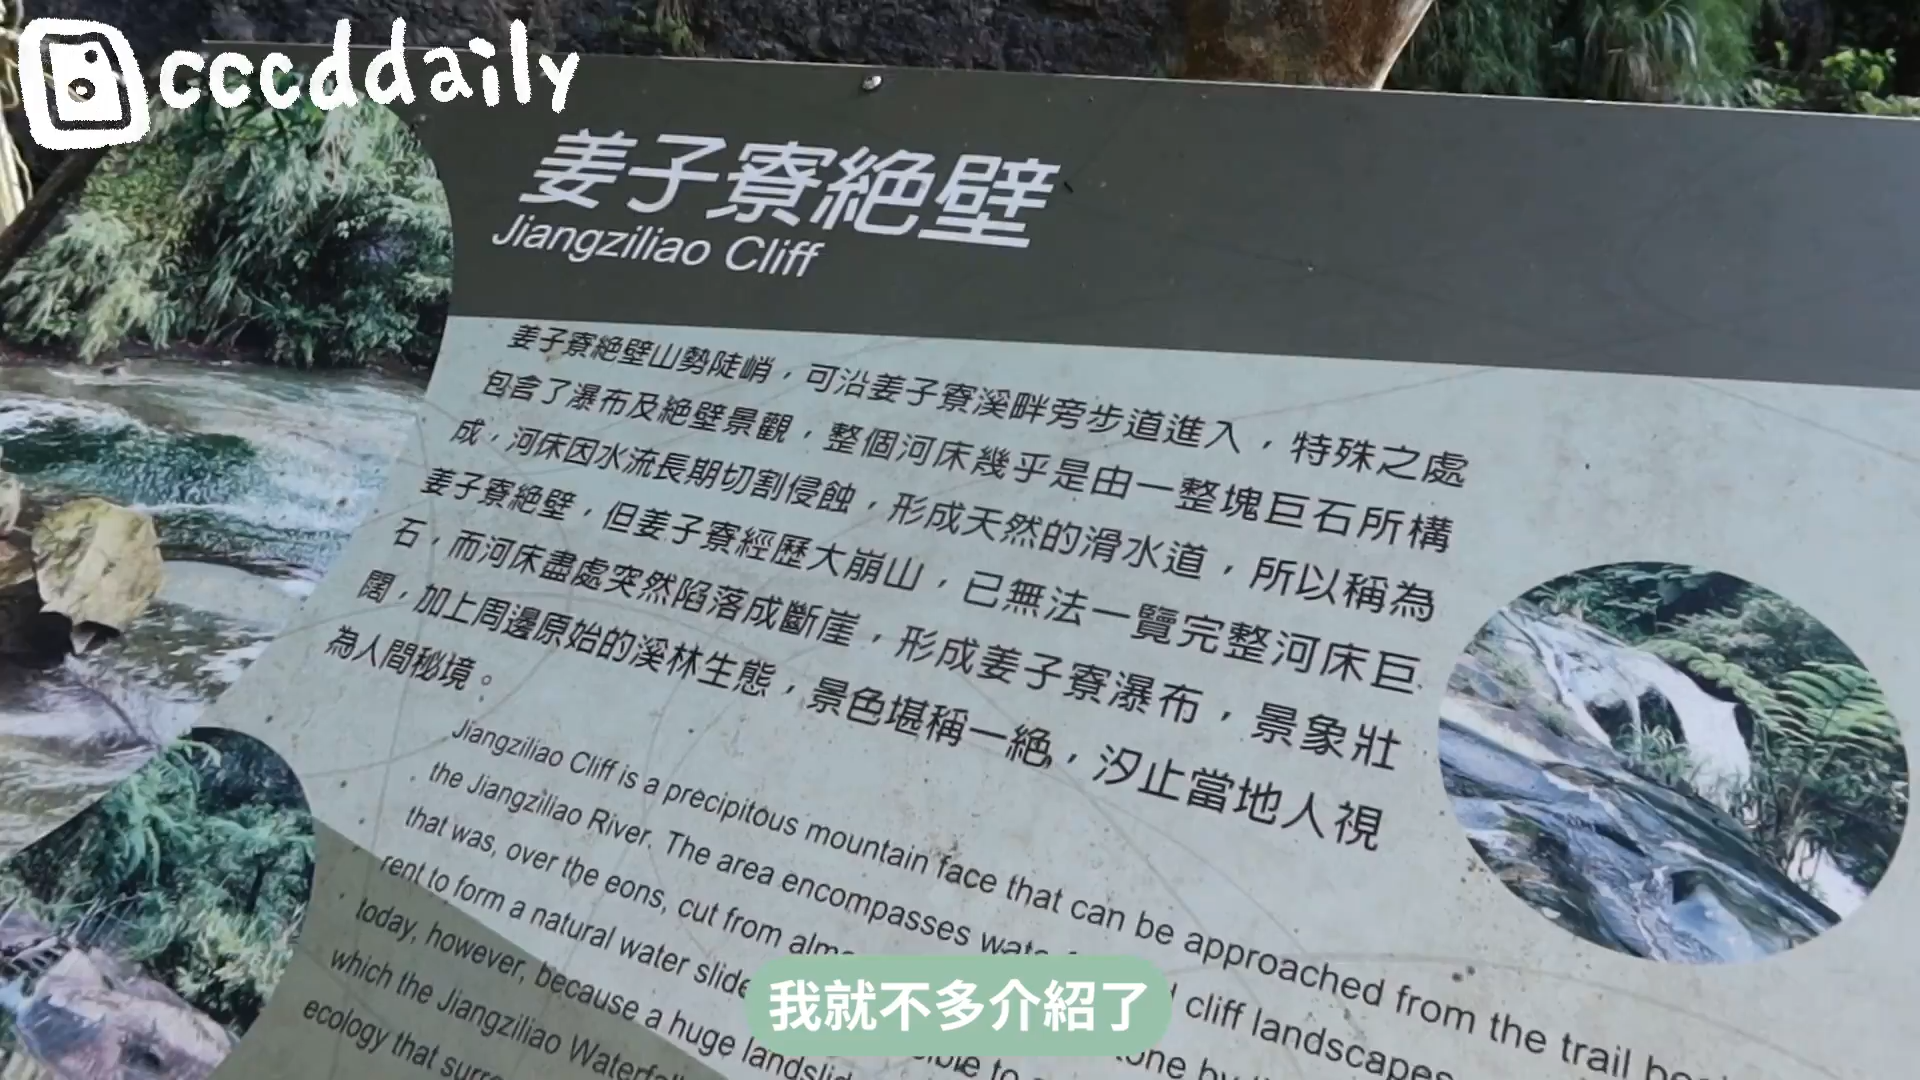 cccddaily
姜子寮絕壁
Jiangziliao Cliff
姜子寮絕壁山勢陡峭，可沿姜子寮溪畔旁步道進入，特殊之處
包含了瀑布及絕壁景觀，整個河床幾乎是由一整塊巨石所構
成，河床因水流長期切割侵蝕，形成天然的滑水道，所以稱為
姜子寮絕壁，但姜子寮經歷大崩山，已無法一覽完整河床巨
石，而河床盡處突然陷落成斷崖，形成姜子寮瀑布，景象壯
闊，加上周邊原始的溪林生態，景色堪稱一絕，汐止當地人視
為人間秘境。
Jiangziliao Cliff is a precipitous mountain face that can be approached from the trail
the Jiangziliao River. The area encompasses cliff landscapes
that was, over the eons, cut from
rent to form a natural water slide
today, however, because a huge
which the Jiangziliao
ecology that
我就不多介紹了